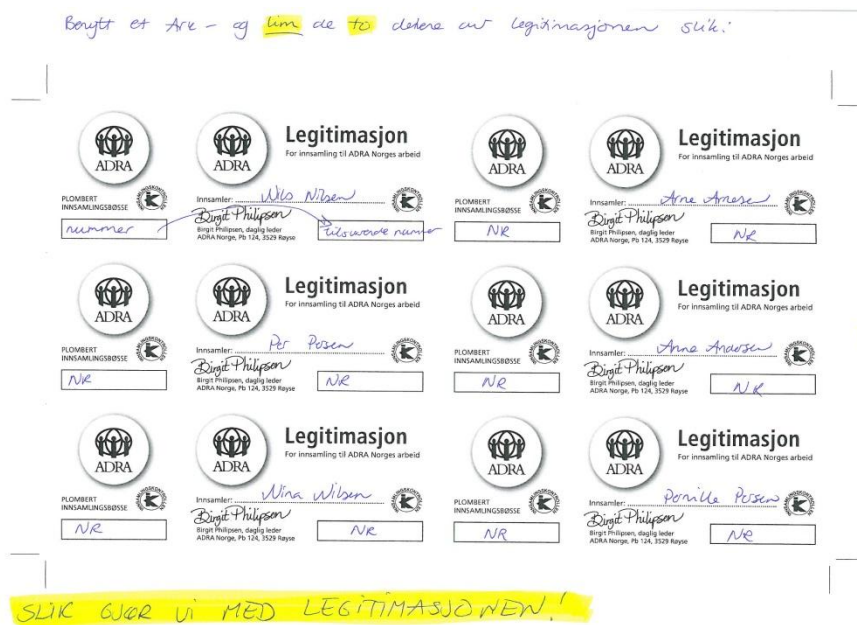 Benytt et Ark - og lim de to delene av legitimasjonen slik:
ADRA
PLOMBERT
INNSAMLINGSBØSSE
nummer
ADRA
Legitimasjon
For innsamling til ADRA Norges arbeid
Innsamler: Nils Nilsen
Birgit Philipsen
Birgit Philipsen, daglig leder
ADRA Norge, Pb 124, 3529 Røyse
tilsvarende nummer
ADRA
PLOMBERT
INNSAMLINGSBØSSE
NR
ADRA
Legitimasjon
For innsamling til ADRA Norges arbeid
Innsamler: Arne Arnesen
Birgit Philipsen
Birgit Philipsen, daglig leder
ADRA Norge, Pb 124, 3529 Røyse
NR
ADRA
PLOMBERT
INNSAMLINGSBØSSE
NR
ADRA
Legitimasjon
For innsamling til ADRA Norges arbeid
Innsamler: Per Persen
Birgit Philipsen
Birgit Philipsen, daglig leder
ADRA Norge, Pb 124, 3529 Røyse
NR
ADRA
PLOMBERT
INNSAMLINGSBØSSE
NR
ADRA
Legitimasjon
For innsamling til ADRA Norges arbeid
Innsamler: Anne Andersen
Birgit Philipsen
Birgit Philipsen, daglig leder
ADRA Norge, Pb 124, 3529 Røyse
NR
ADRA
PLOMBERT
INNSAMLINGSBØSSE
NR
ADRA
Legitimasjon
For innsamling til ADRA Norges arbeid
Innsamler: Nina Nilsen
Birgit Philipsen
Birgit Philipsen, daglig leder
ADRA Norge, Pb 124, 3529 Røyse
NR
ADRA
PLOMBERT
INNSAMLINGSBØSSE
NR
ADRA
Legitimasjon
For innsamling til ADRA Norges arbeid
Innsamler: Pernille Persen
Birgit Philipsen
Birgit Philipsen, daglig leder
ADRA Norge, Pb 124, 3529 Røyse
NR
SLIK GJØR Vi MED LEGITIMASJONEN!